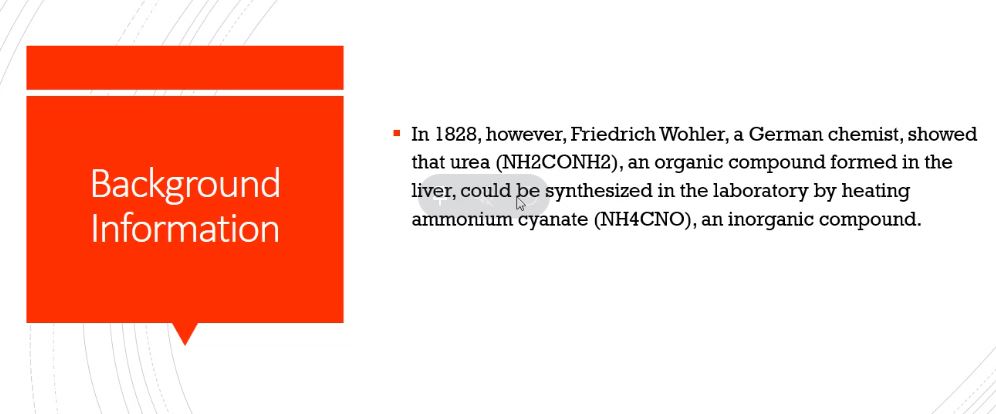 Background
Information
In 1828, however, Friedrich Wohler, a German chemist, showed
that urea (NH2CONH2), an organic compound formed in the
liver, could be synthesized in the laboratory by heating
ammonium cyanate (NH4CNO), an inorganic compound.